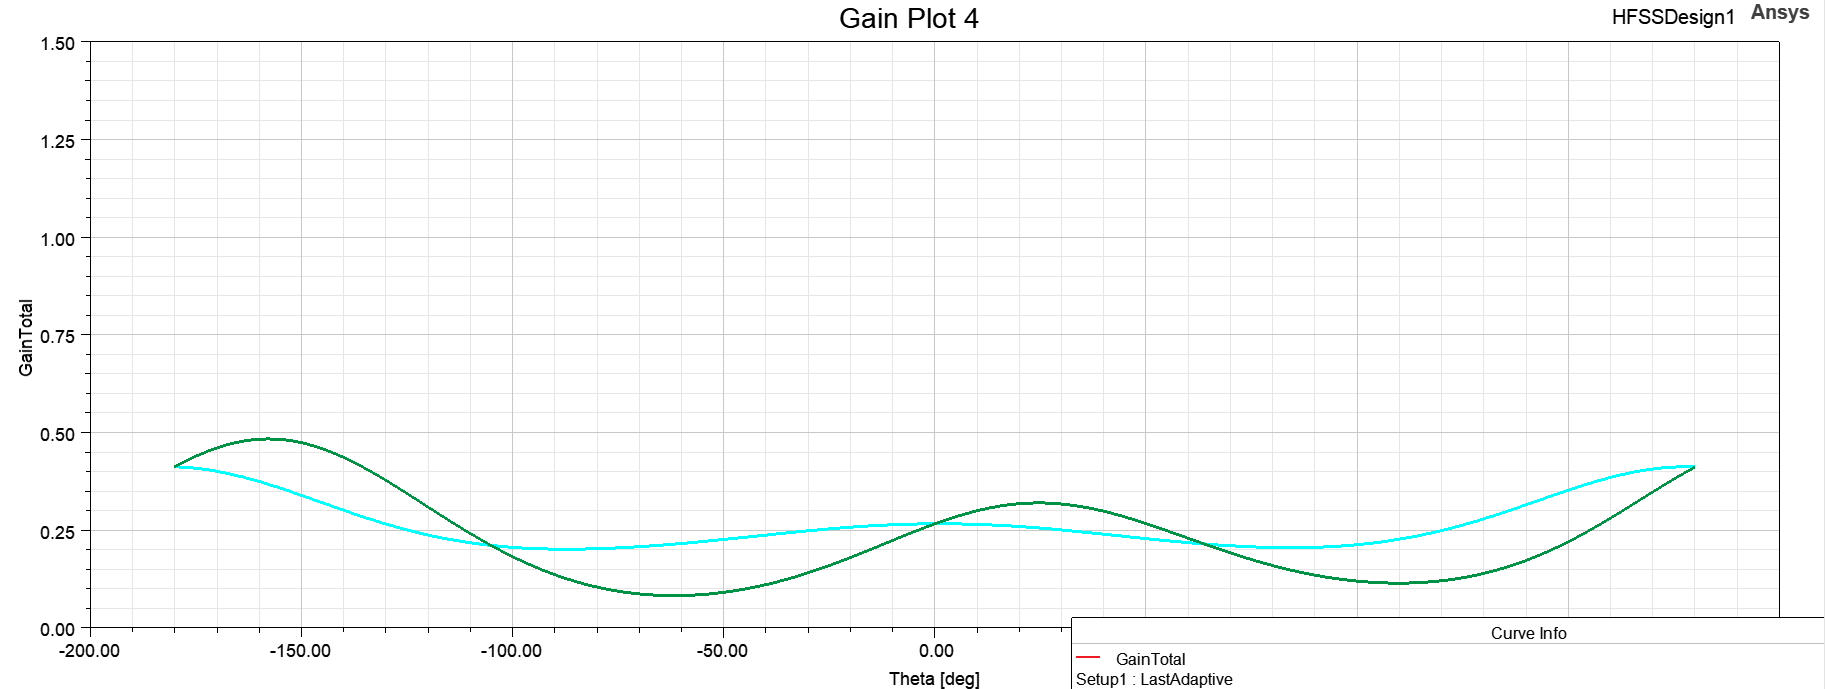 Gain Plot 4
HFSSDesign1
Ansys
1.50
1.25
1.00
0.75
0.50
0.25
0.00
GainTotal
-200.00
-150.00
-100.00
-50.00
0.00
Theta [deg]
Curve Info
GainTotal
Setup1 : LastAdaptive